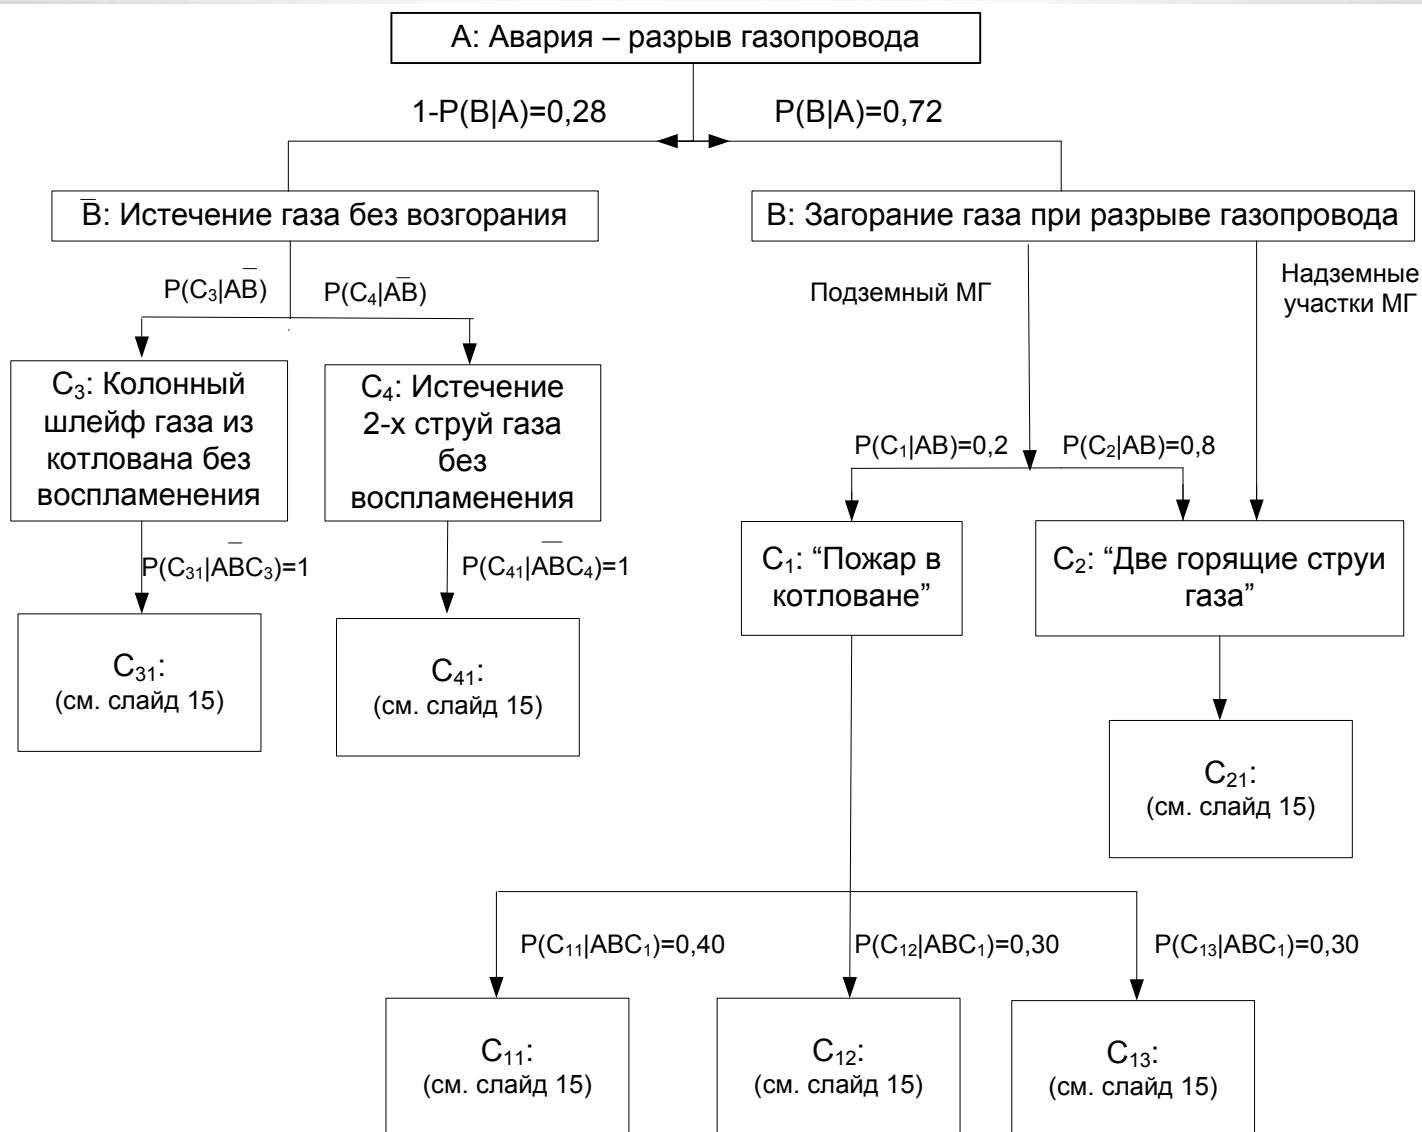 А: Авария – разрыв газопровода
1-P(B|A)=0,28
P(B|A)=0,72
B̅: Истечение газа без возгорания
В: Загорание газа при разрыве газопровода
P(C₃|AB̅)
P(C₄|AB̅)
Подземный МГ
Надземные
участки МГ
C₃: Колонный
шлейф газа из
котлована без
воспламенения
C₄: Истечение
2-х струй газа
без
воспламенения
P(C₁|AB)=0,2
P(C₂|AB)=0,8
C₁: “Пожар в
котловане”
C₂: “Две горящие струи
газа”
P(C₃₁|AB̅C₃)=1
P(C₄₁|AB̅C₄)=1
C₃₁:
(см. слайд 15)
C₄₁:
(см. слайд 15)
C₂₁:
(см. слайд 15)
P(C₁₁|ABC₁)=0,40
P(C₁₂|ABC₁)=0,30
P(C₁₃|ABC₁)=0,30
C₁₁:
(см. слайд 15)
C₁₂:
(см. слайд 15)
C₁₃:
(см. слайд 15)